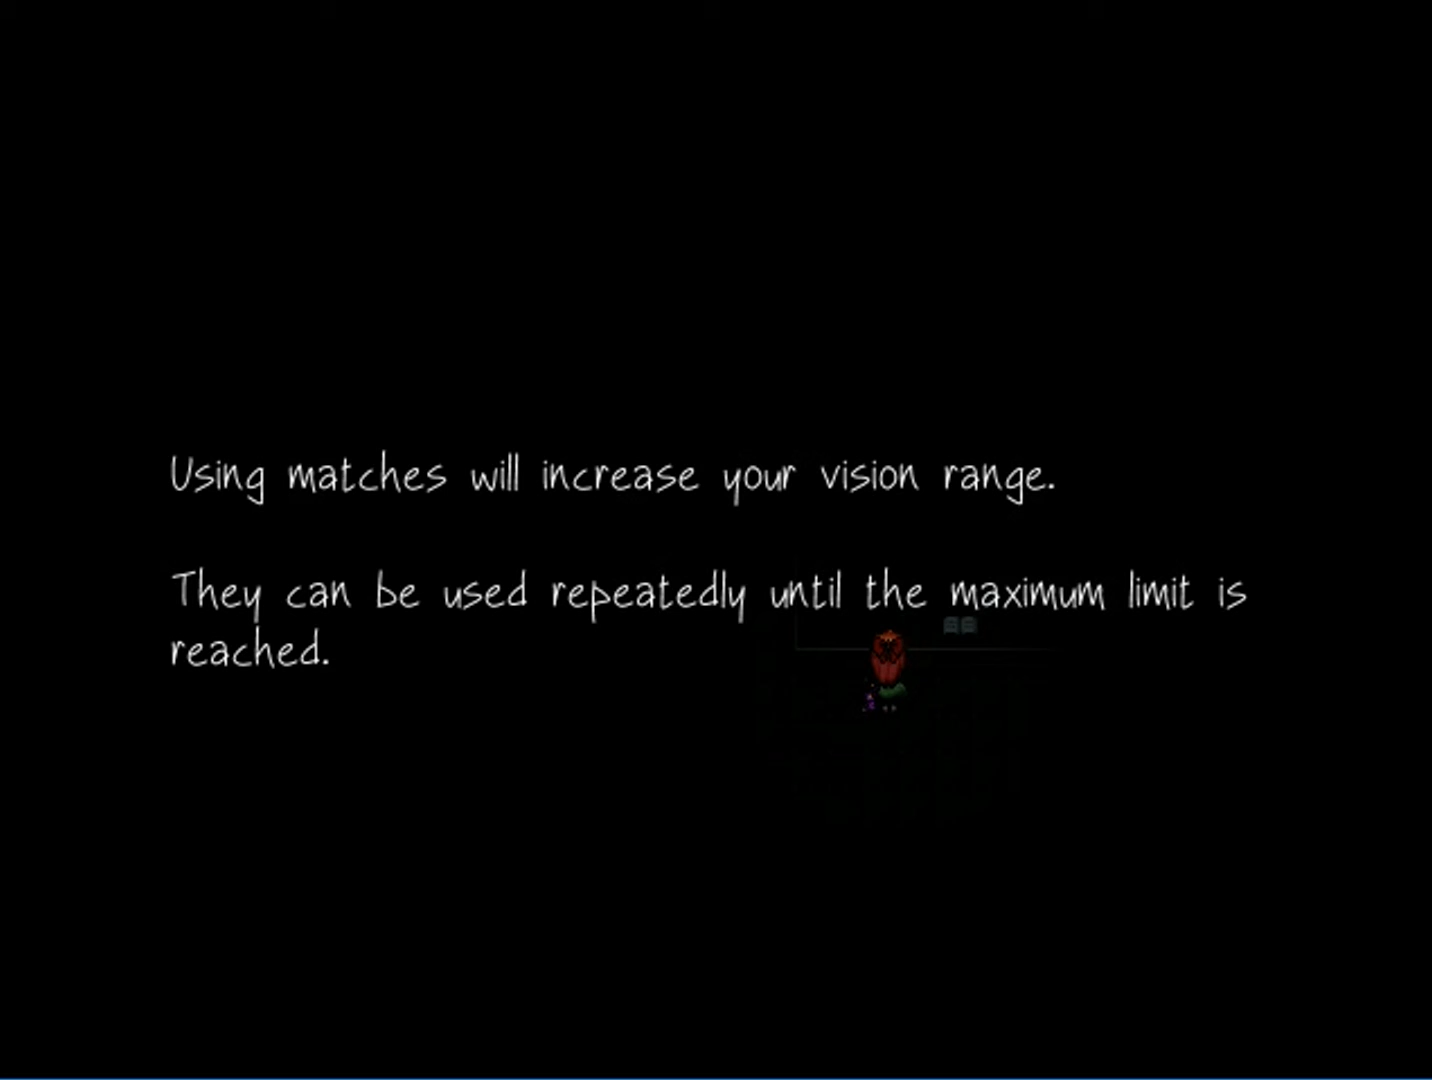 Using matches will increase your vision range.
They can be used repeatedly until the maximum limit is
reached.